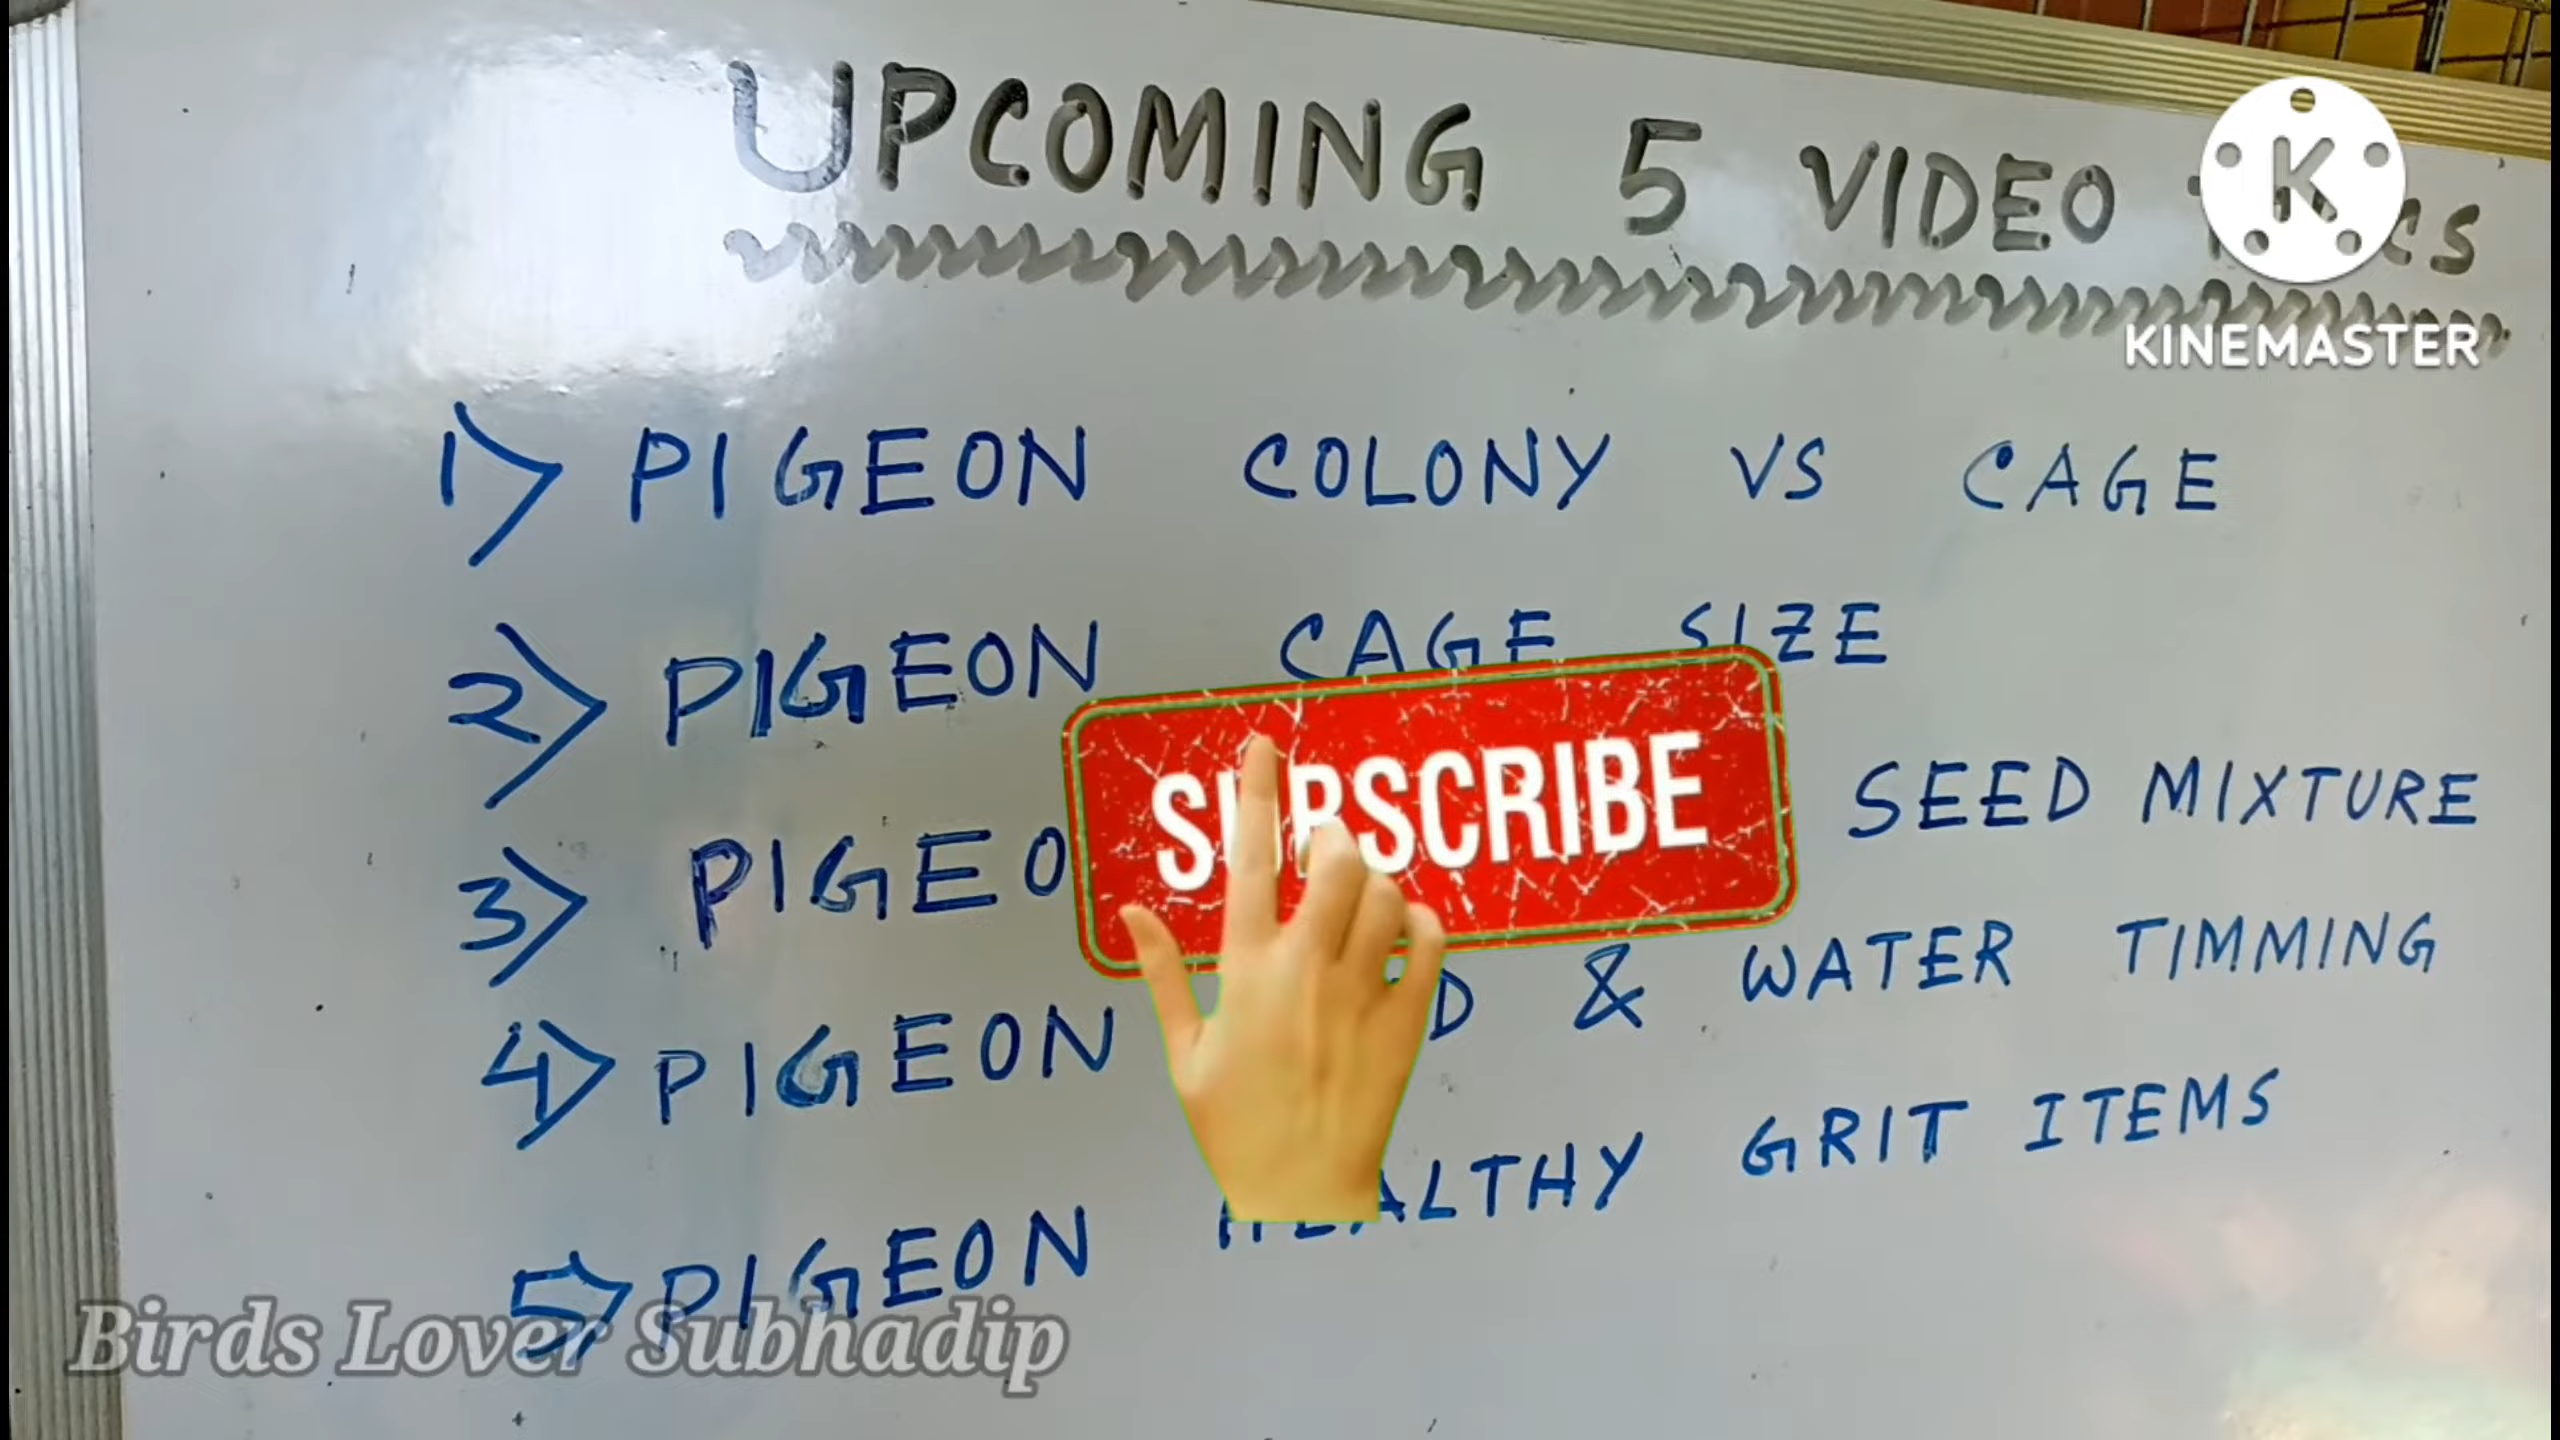 UPCOMING 5 VIDEO
KINEMASTER
1) PIGEON COLONY VS CAGE
2) PIGEON CAGE SIZE
SUBSCRIBE
3) SEED MIXTURE
4) PIGEON & WATER TIMMING
5) PIGEON HEALTHY GRIT ITEMS
Birds Lover Subhadip